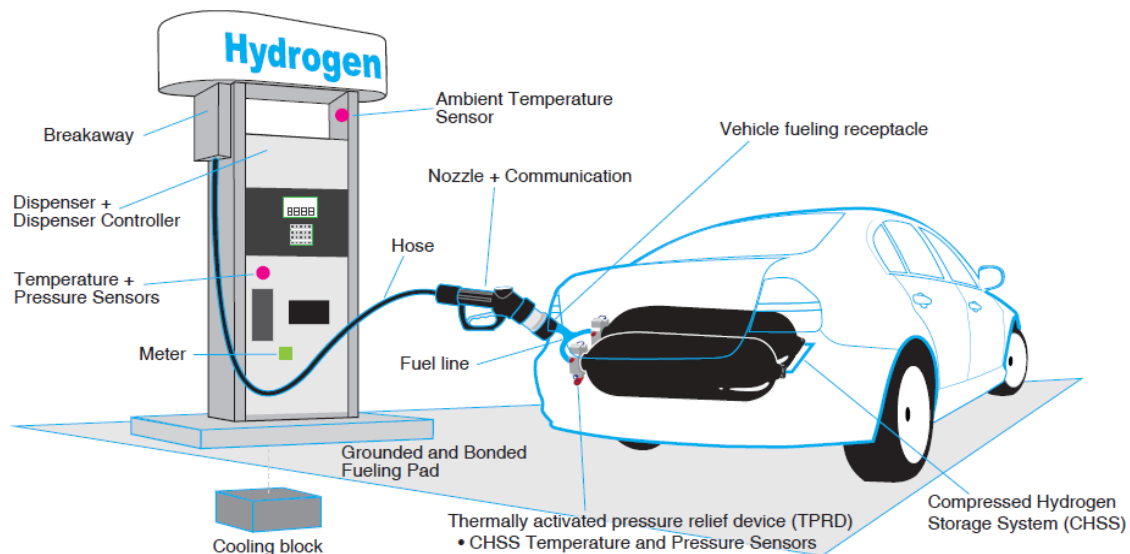 Hydrogen
Ambient Temperature
Sensor
Breakaway
Vehicle fueling receptacle
Nozzle + Communication
Dispenser +
Dispenser Controller
8888
Hose
Temperature +
Pressure Sensors
Meter
Fuel line
Grounded and Bonded
Fueling Pad
Compressed Hydrogen
Storage System (CHSS)
Thermally activated pressure relief device (TPRD)
• CHSS Temperature and Pressure Sensors
Cooling block